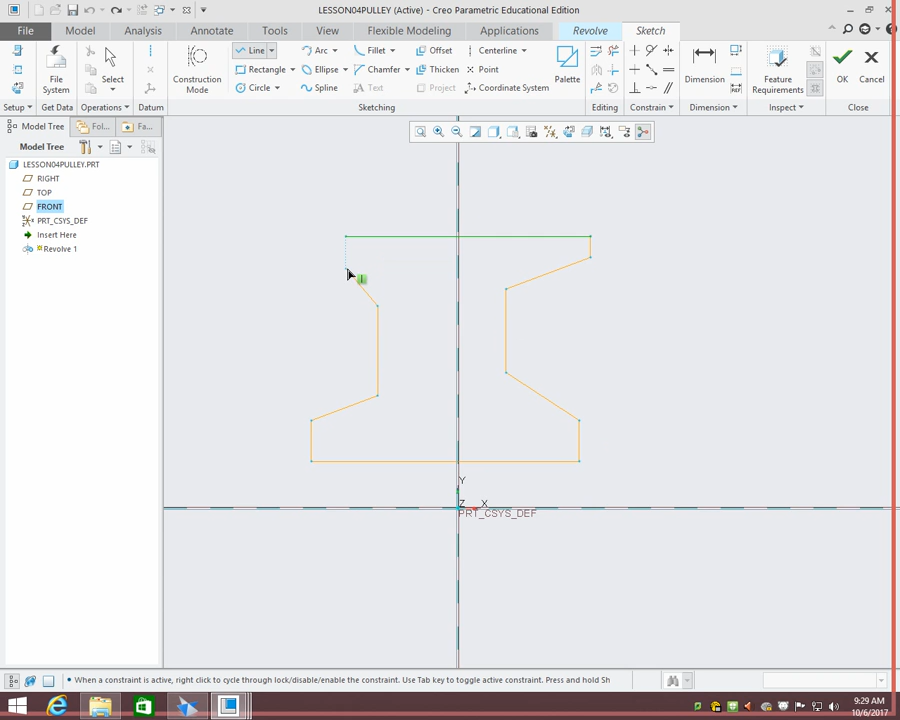 LESSON04PULLEY (Active) - Creo Parametric Educational Edition
File Model Analysis Annotate Tools View Flexible Modeling Applications Revolve Sketch
Line Arc Fillet Offset Centerline
Rectangle Ellipse Chamfer Thicken Point
Circle Spline Text Project Coordinate System
File System
Select
Construction Mode
Palette
Dimension
Feature Requirements
OK Cancel
Setup Get Data Operations Datum Sketching Editing Constrain Dimension Inspect Close
Model Tree Fol... Fa...
Model Tree
LESSON04PULLEY.PRT
RIGHT
TOP
FRONT
PRT_CSYS_DEF
Insert Here
Revolve 1
Y
Z X
PRT_CSYS_DEF
• When a constraint is active, right click to cycle through lock/disable/enable the constraint. Use Tab key to toggle active constraint. Press and hold Sh
9:29 AM
10/6/2017